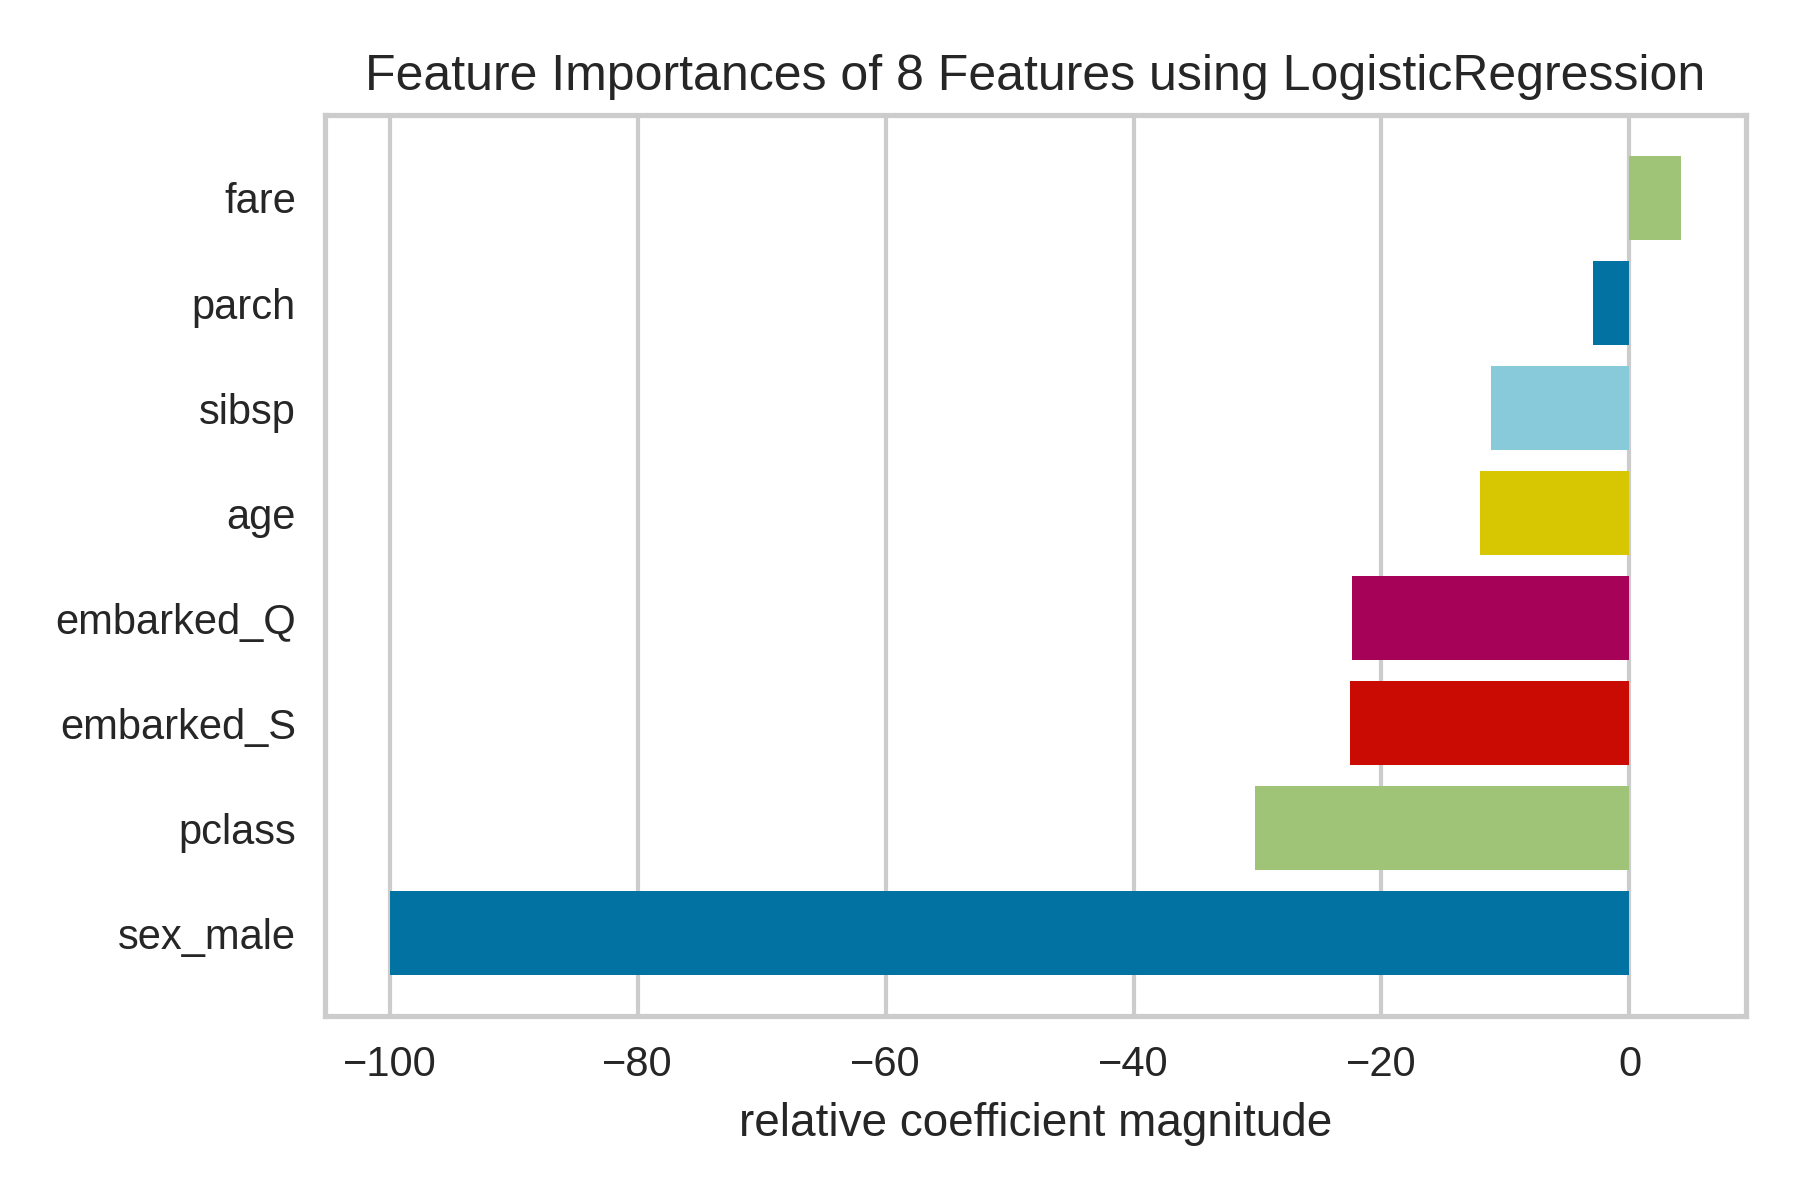 Feature Importances of 8 Features using LogisticRegression
fare
parch
sibsp
age
embarked_Q
embarked_S
pclass
sex_male
−100 −80 −60 −40 −20 0
relative coefficient magnitude